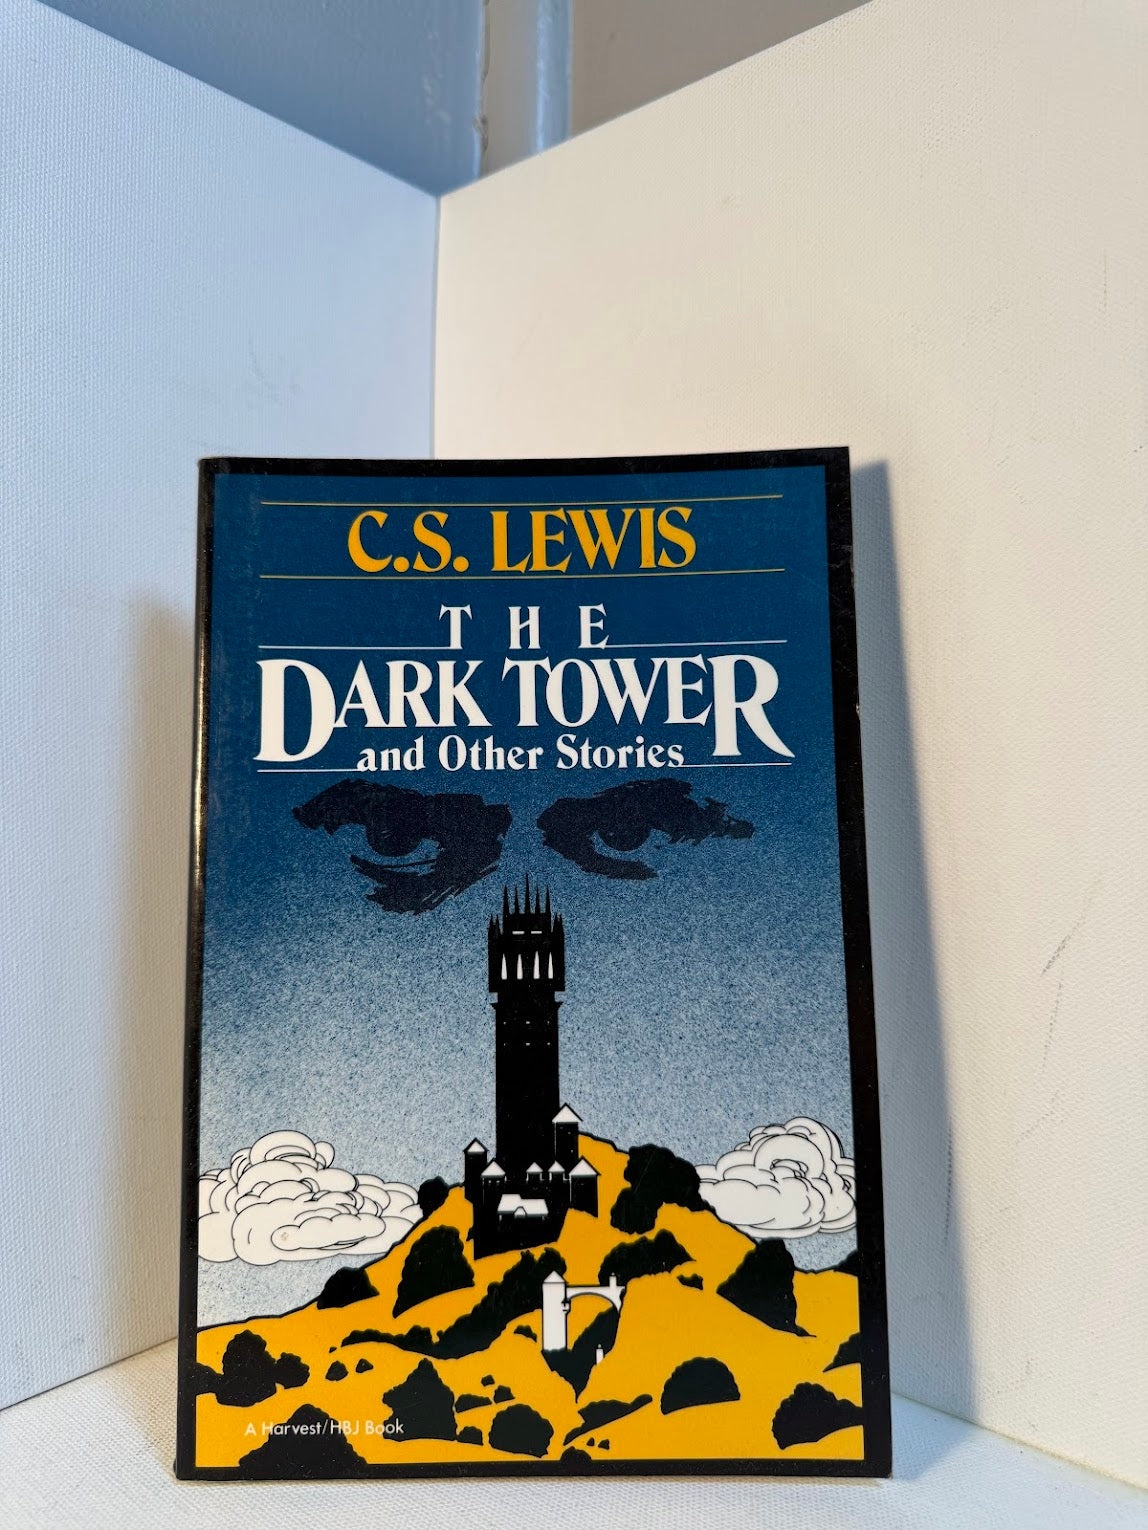 C.S. LEWIS
THE
DARK TOWER
and Other Stories
A Harvest/HBJ Book